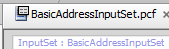 BasicAddressInputSet.pcf
InputSet : BasicAddressInputSet